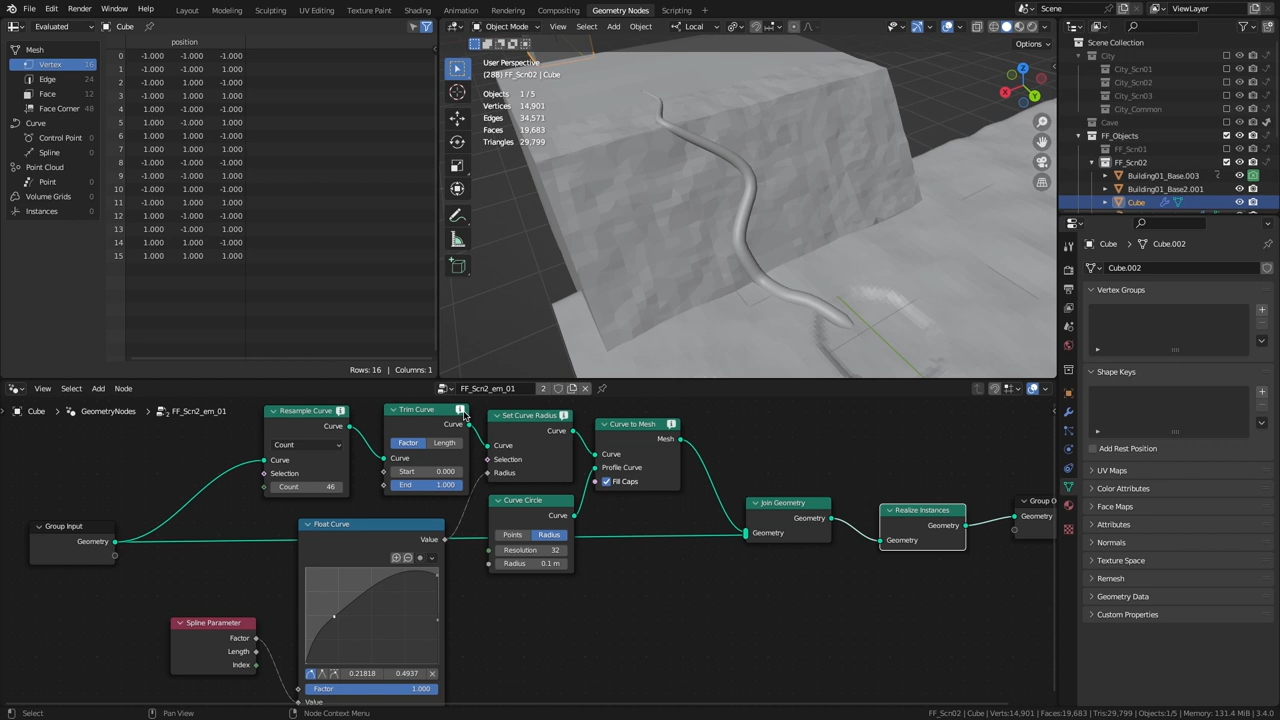 File Edit Render Window Help
Layout Modeling Sculpting UV Editing Texture Paint Shading Animation Rendering Compositing Geometry Nodes Scripting
Scene
ViewLayer
Evaluated
Cube
Object Mode View Select Add Object
Local
Options
Mesh
Vertex 16
Edge 24
Face 12
Face Corner 48
Curve
Control Point 0
Spline 0
Point Cloud
Point 0
Volume Grids
Instances 0
position
0 -1.000 -1.000 -1.000
1 -1.000 -1.000 1.000
2 -1.000 -1.000 -1.000
3 -1.000 -1.000 1.000
4 -1.000 1.000 -1.000
5 -1.000 1.000 1.000
6 -1.000 1.000 -1.000
7 -1.000 1.000 1.000
8 1.000 -1.000 -1.000
9 1.000 -1.000 1.000
10 1.000 -1.000 -1.000
11 1.000 -1.000 1.000
12 1.000 1.000 -1.000
13 1.000 1.000 1.000
14 1.000 1.000 -1.000
15 1.000 1.000 1.000
Rows: 16 | Columns: 1
User Perspective
(288) FF_Scn02 | Cube
Objects 1 / 5
Vertices 14,901
Edges 34,571
Faces 19,683
Triangles 29,799
X Y Z
Scene Collection
City
City_Scn01
City_Scn02
City_Scn03
City_Common
Cave
FF_Objects
FF_Scn01
FF_Scn02
Building01_Base.003
Building01_Base2.001
Cube
Cube Cube.002
Cube.002
Vertex Groups
Shape Keys
Add Rest Position
UV Maps
Color Attributes
Face Maps
Attributes
Normals
Texture Space
Remesh
Geometry Data
Custom Properties
View Select Add Node
FF_Scn2_em_01 2
Cube GeometryNodes FF_Scn2_em_01
Group Input
Geometry
Resample Curve
Curve
Count
Curve
Selection
Count 46
Trim Curve
Curve
Factor Length
Curve
Start 0.000
End 1.000
Set Curve Radius
Curve
Curve
Selection
Radius
Curve to Mesh
Mesh
Curve
Profile Curve
Fill Caps
Curve Circle
Curve
Points Radius
Resolution 32
Radius 0.1 m
Float Curve
Value
0.21818 0.4937
Factor 1.000
Value
Spline Parameter
Factor
Length
Index
Join Geometry
Geometry
Geometry
Realize Instances
Geometry
Geometry
Group O
Geometry
Select
Pan View
Node Context Menu
FF_Scn02 | Cube | Verts:14,901 | Faces:19,683 | Tris:29,799 | Objects:1/5 | Memory: 131.4 MiB | 3.4.0